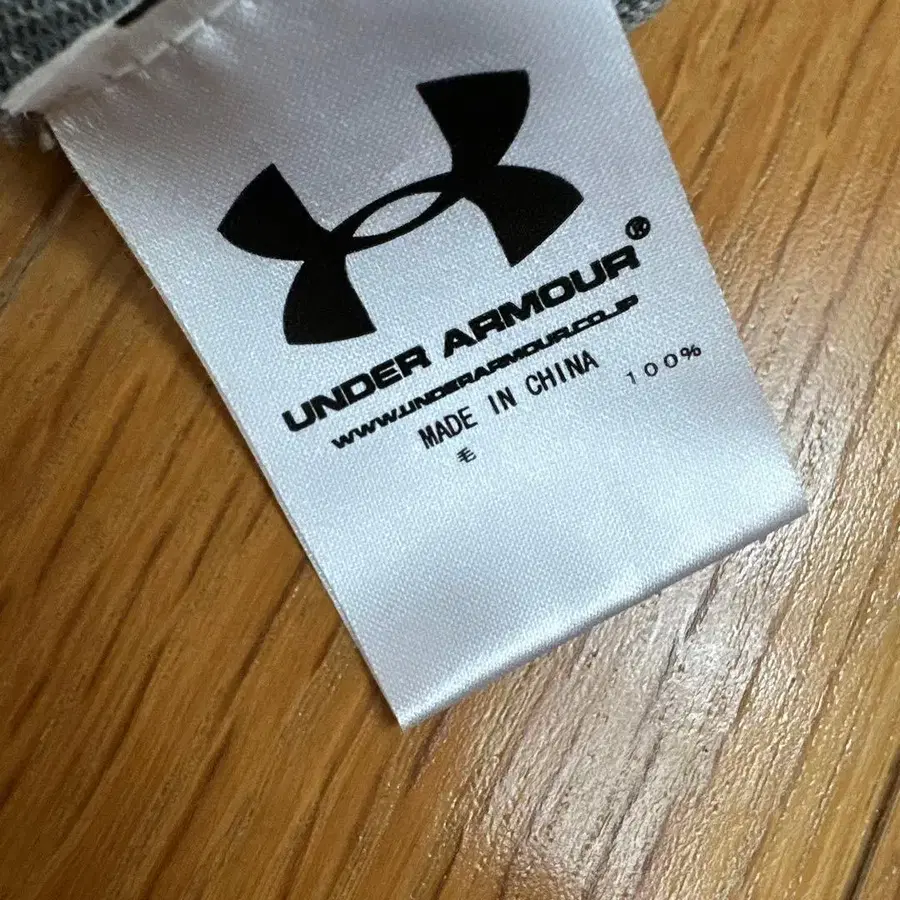 UNDER ARMOUR®
WWW.UNDERARMOUR.CO.JP
MADE IN CHINA
毛 100%